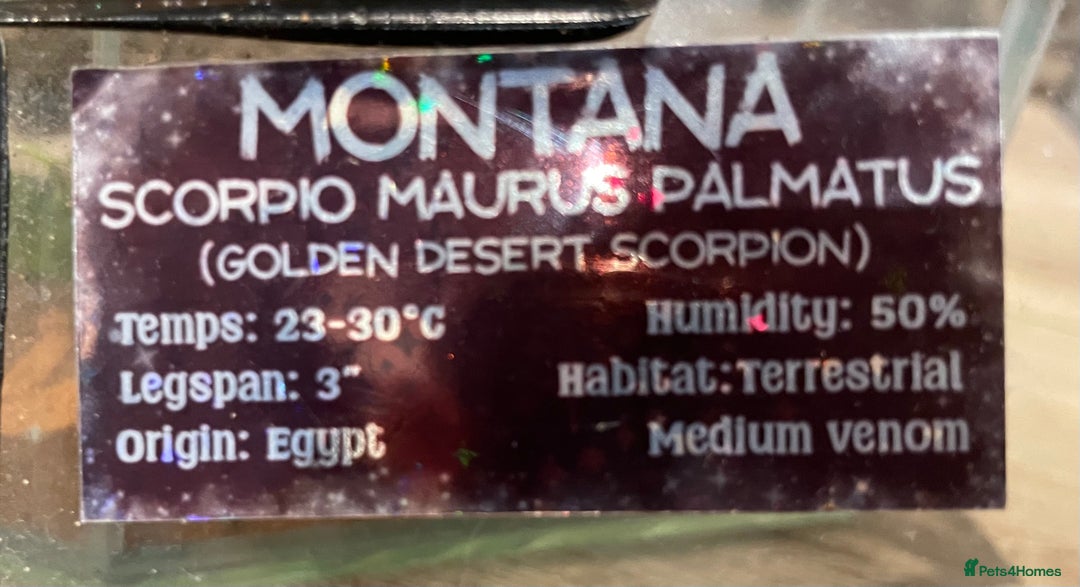 MONTANA
SCORPIO MAURUS PALMATUS
(GOLDEN DESERT SCORPION)
Temps: 23-30°C Humidity: 50%
Legspan: 3" Habitat: Terrestrial
Origin: Egypt Medium venom
Pets4Homes